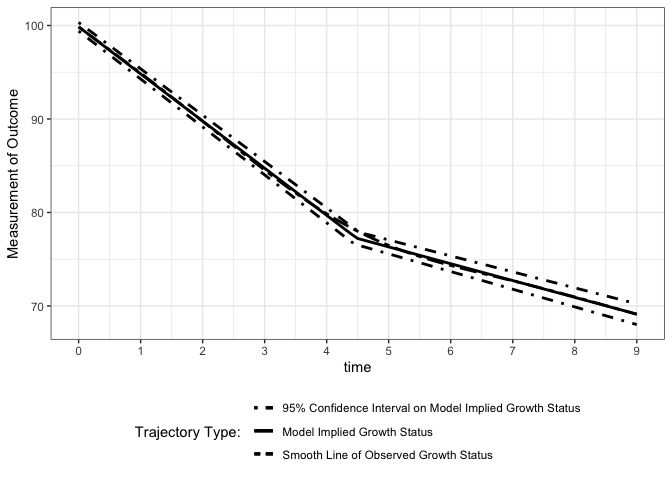 100
90
80
70
Measurement of Outcome
0 1 2 3 4 5 6 7 8 9
time
Trajectory Type:
95% Confidence Interval on Model Implied Growth Status
Model Implied Growth Status
Smooth Line of Observed Growth Status